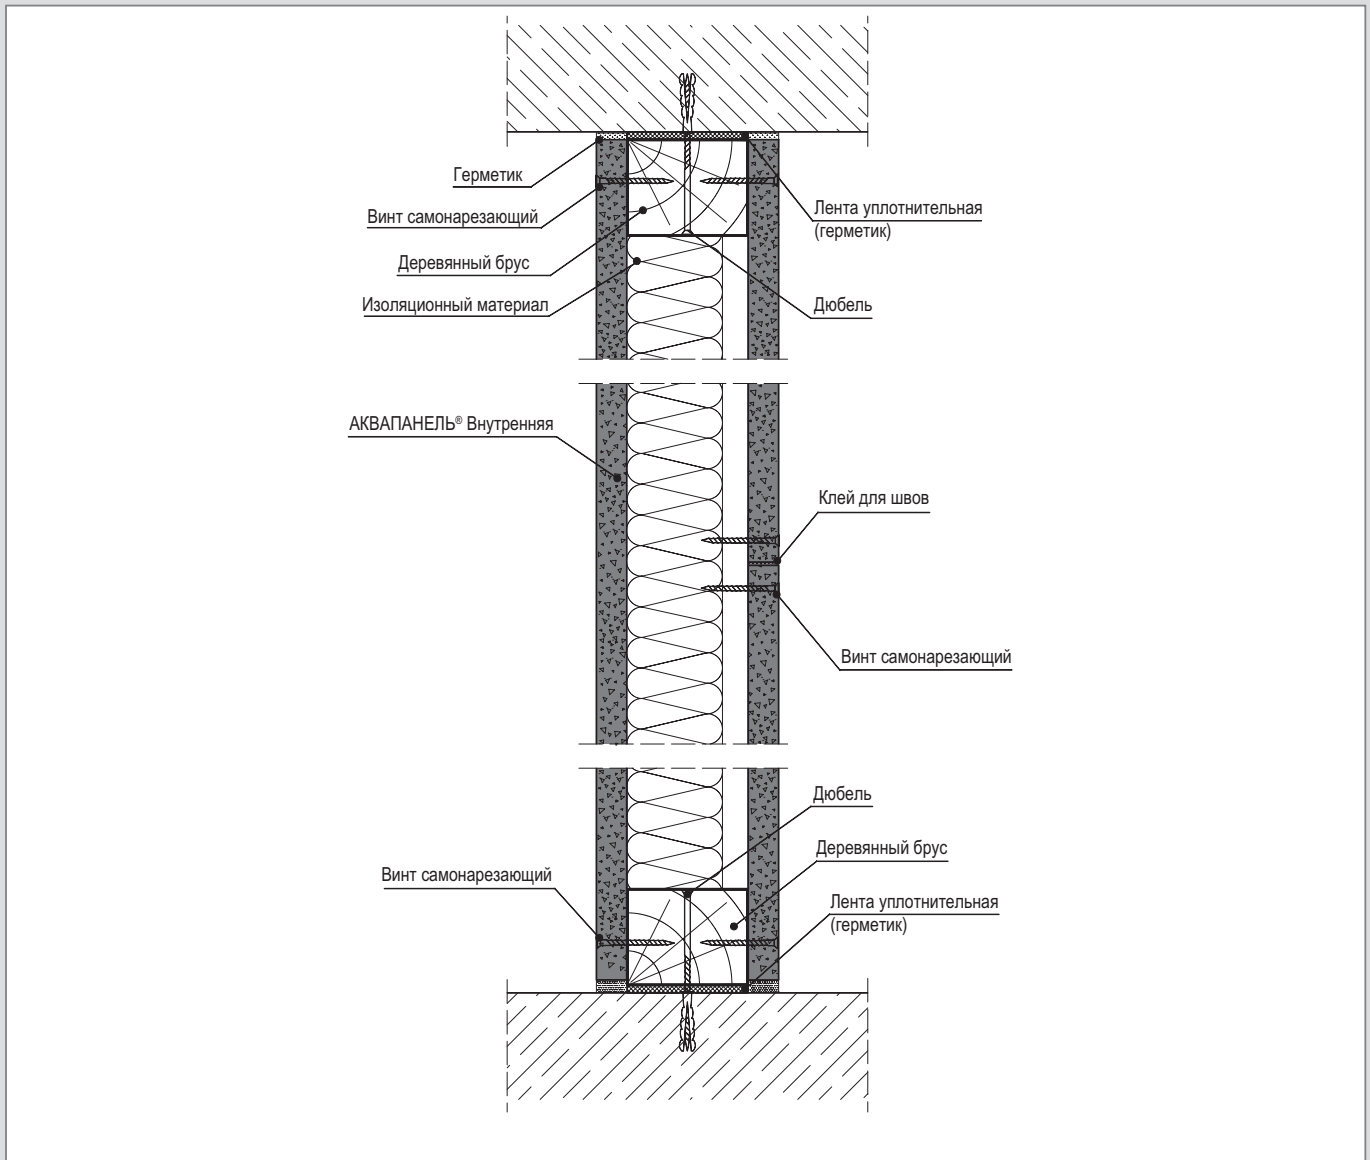 Герметик
Винт самонарезающий
Деревянный брус
Изоляционный материал
Лента уплотнительная
(герметик)
Дюбель
АКВАПАНЕЛЬ® Внутренняя
Клей для швов
Винт самонарезающий
Дюбель
Деревянный брус
Винт самонарезающий
Лента уплотнительная
(герметик)